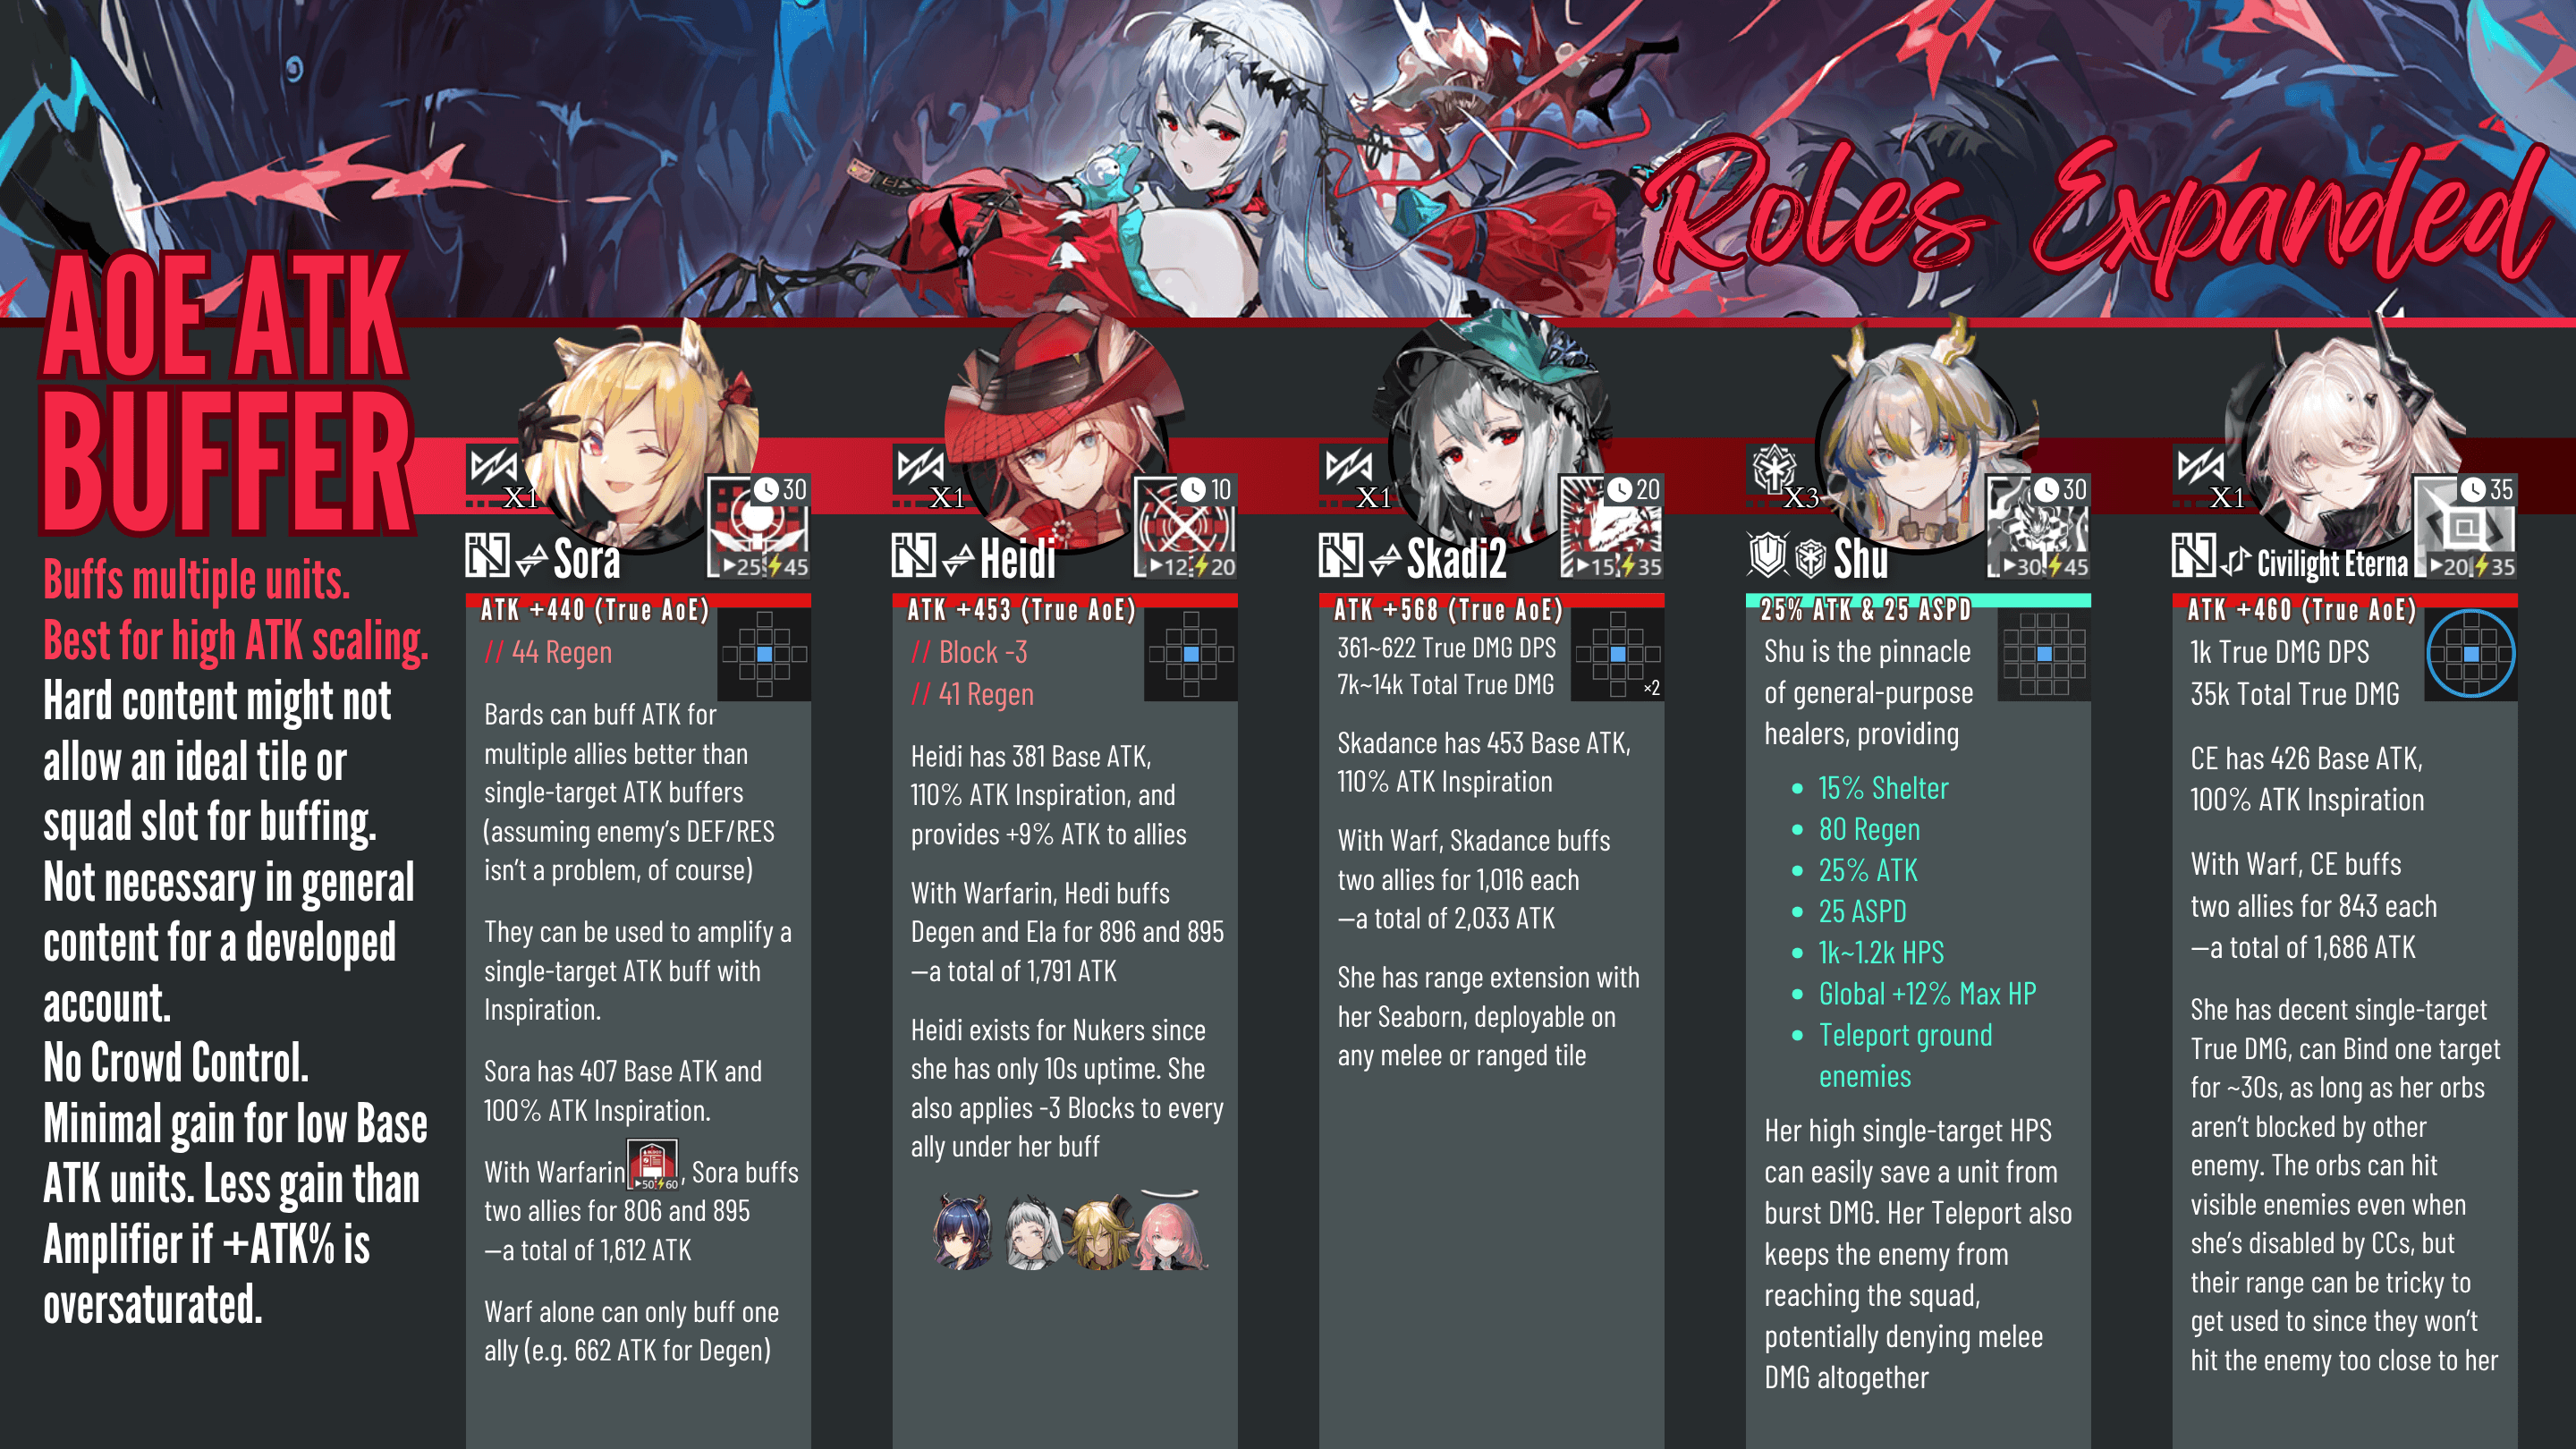 Roles Expanded
AOE ATK
BUFFER
Buffs multiple units.
Best for high ATK scaling.
Hard content might not
allow an ideal tile or
squad slot for buffing.
Not necessary in general
content for a developed
account.
No Crowd Control.
Minimal gain for low Base
ATK units. Less gain than
Amplifier if +ATK% is
oversaturated.
X1
30
25 45
Sora
ATK +440 (True AoE)
// 44 Regen
Bards can buff ATK for
multiple allies better than
single-target ATK buffers
(assuming enemy's DEF/RES
isn't a problem, of course)
They can be used to amplify a
single-target ATK buff with
Inspiration.
Sora has 407 Base ATK and
100% ATK Inspiration.
With Warfarin 50 60, Sora buffs
two allies for 806 and 895
—a total of 1,612 ATK
Warf alone can only buff one
ally (e.g. 662 ATK for Degen)
X1
10
12 20
Heidi
ATK +453 (True AoE)
// Block -3
// 41 Regen
Heidi has 381 Base ATK,
110% ATK Inspiration, and
provides +9% ATK to allies
With Warfarin, Hedi buffs
Degen and Ela for 896 and 895
—a total of 1,791 ATK
Heidi exists for Nukers since
she has only 10s uptime. She
also applies -3 Blocks to every
ally under her buff
X1
20
15 35
Skadi2
ATK +568 (True AoE)
361~622 True DMG DPS
7k~14k Total True DMG
×2
Skadance has 453 Base ATK,
110% ATK Inspiration
With Warf, Skadance buffs
two allies for 1,016 each
—a total of 2,033 ATK
She has range extension with
her Seaborn, deployable on
any melee or ranged tile
X3
30
30 45
Shu
25% ATK & 25 ASPD
Shu is the pinnacle
of general-purpose
healers, providing
• 15% Shelter
• 80 Regen
• 25% ATK
• 25 ASPD
• 1k~1.2k HPS
• Global +12% Max HP
• Teleport ground
enemies
Her high single-target HPS
can easily save a unit from
burst DMG. Her Teleport also
keeps the enemy from
reaching the squad,
potentially denying melee
DMG altogether
X1
35
20 35
Civilight Eterna
ATK +460 (True AoE)
1k True DMG DPS
35k Total True DMG
CE has 426 Base ATK,
100% ATK Inspiration
With Warf, CE buffs
two allies for 843 each
—a total of 1,686 ATK
She has decent single-target
True DMG, can Bind one target
for ~30s, as long as her orbs
aren't blocked by other
enemy. The orbs can hit
visible enemies even when
she's disabled by CCs, but
their range can be tricky to
get used to since they won't
hit the enemy too close to her